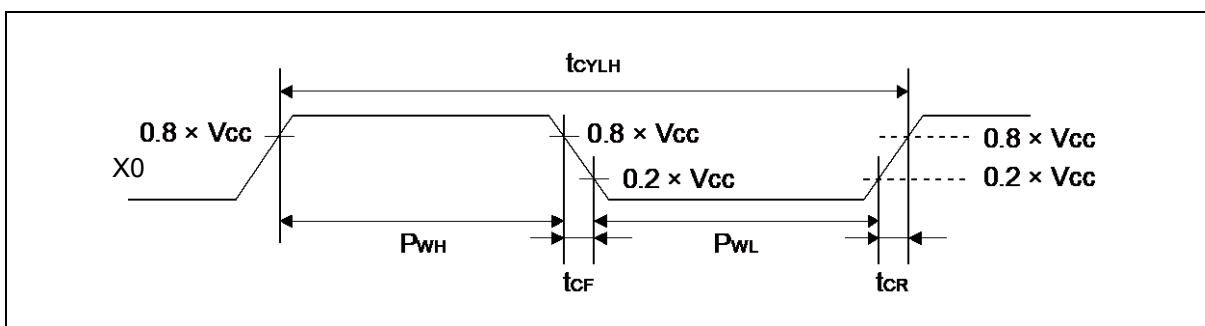 tCYLH
0.8 × Vcc
0.8 × Vcc
0.8 × Vcc
X0
0.2 × Vcc
0.2 × Vcc
PWH
PWL
tCF
tCR